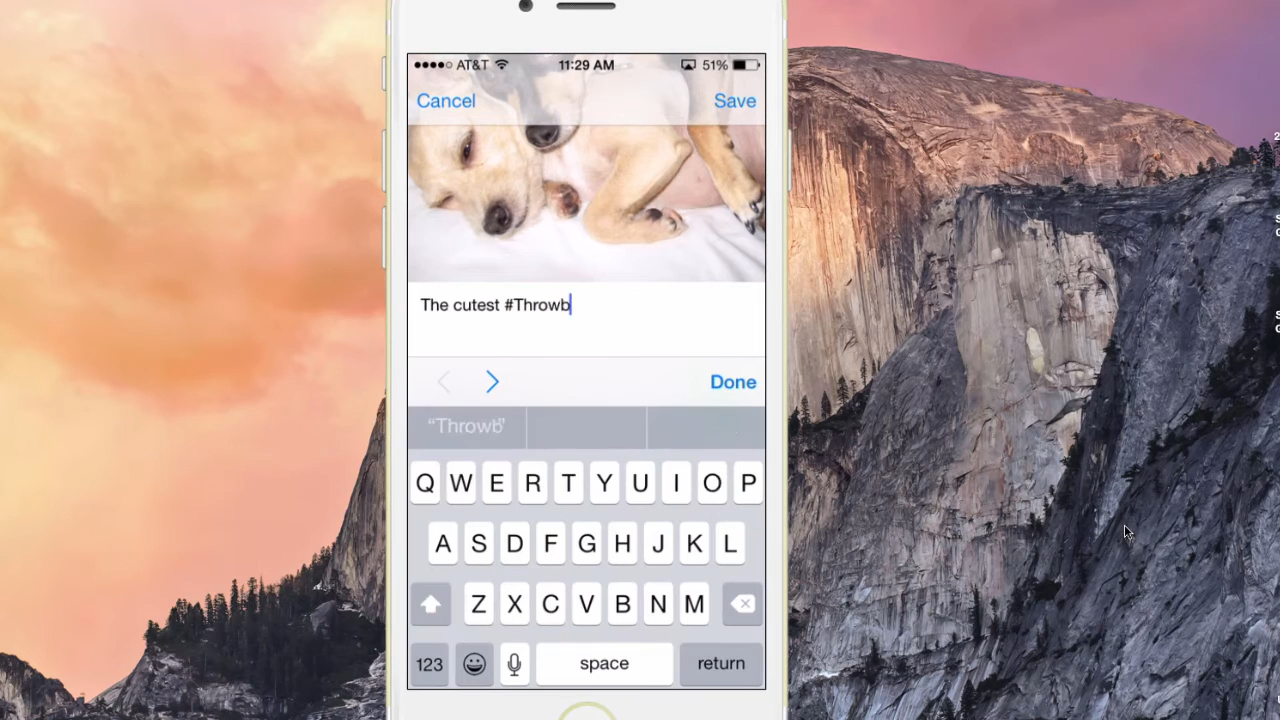 AT&T 11:29 AM 51%
Cancel Save
The cutest #Throwb
Done
“Throwb”
Q W E R T Y U I O P
A S D F G H J K L
Z X C V B N M
123 space return